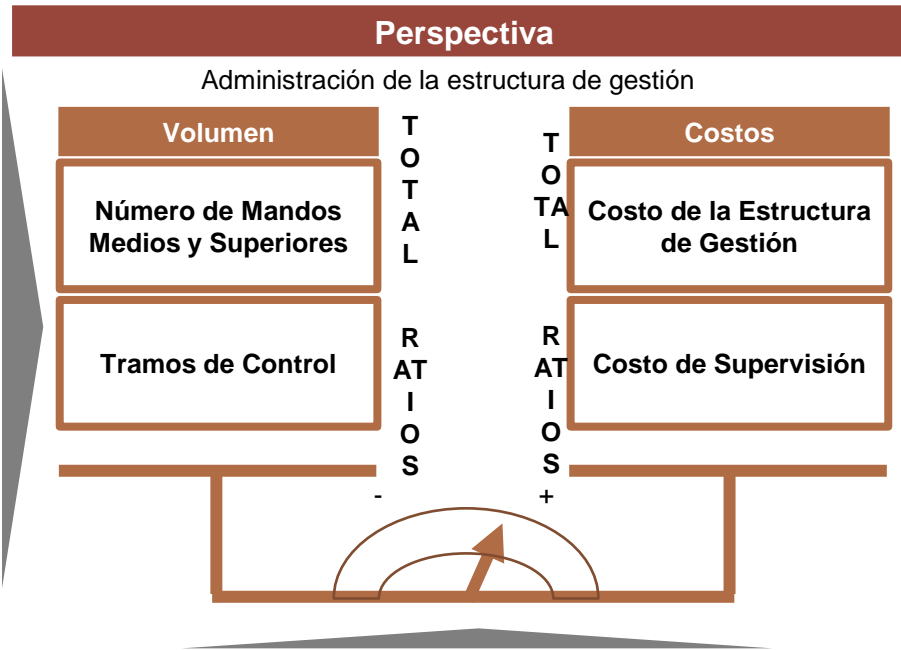 Perspectiva
Administración de la estructura de gestión
Volumen
Número de Mandos
Medios y Superiores
Tramos de Control
T
O
T
A
L
R
AT
I
O
S
-
T
O
TA
L
R
AT
I
O
S
+
Costos
Costo de la Estructura
de Gestión
Costo de Supervisión